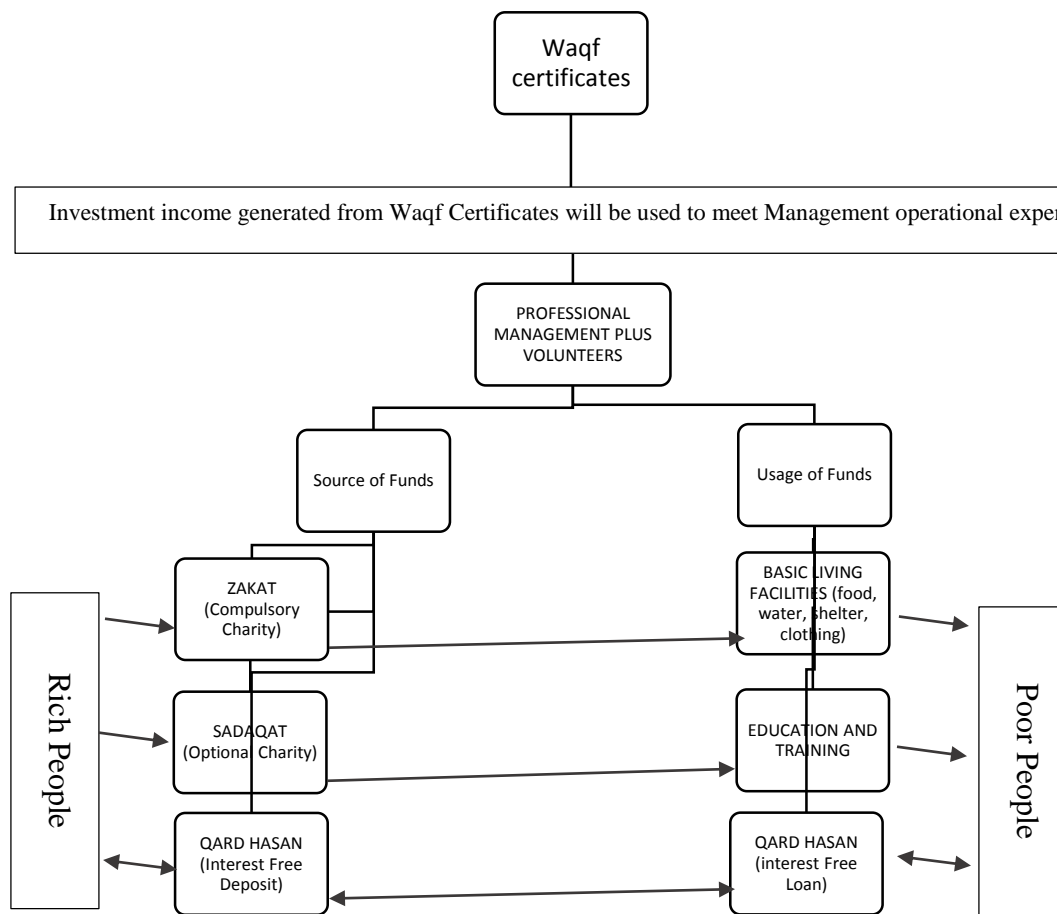 Waqf
certificates
Investment income generated from Waqf Certificates will be used to meet Management operational
PROFESSIONAL
MANAGEMENT PLUS
VOLUNTEERS
Source of Funds
Usage of Funds
ZAKAT
(Compulsory
Charity)
BASIC LIVING
FACILITIES (food,
water, shelter,
clothing)
Rich People
Poor People
SADAQAT
(Optional Charity)
EDUCATION AND
TRAINING
QARD HASAN
(Interest Free
Deposit)
QARD HASAN
(interest Free
Loan)